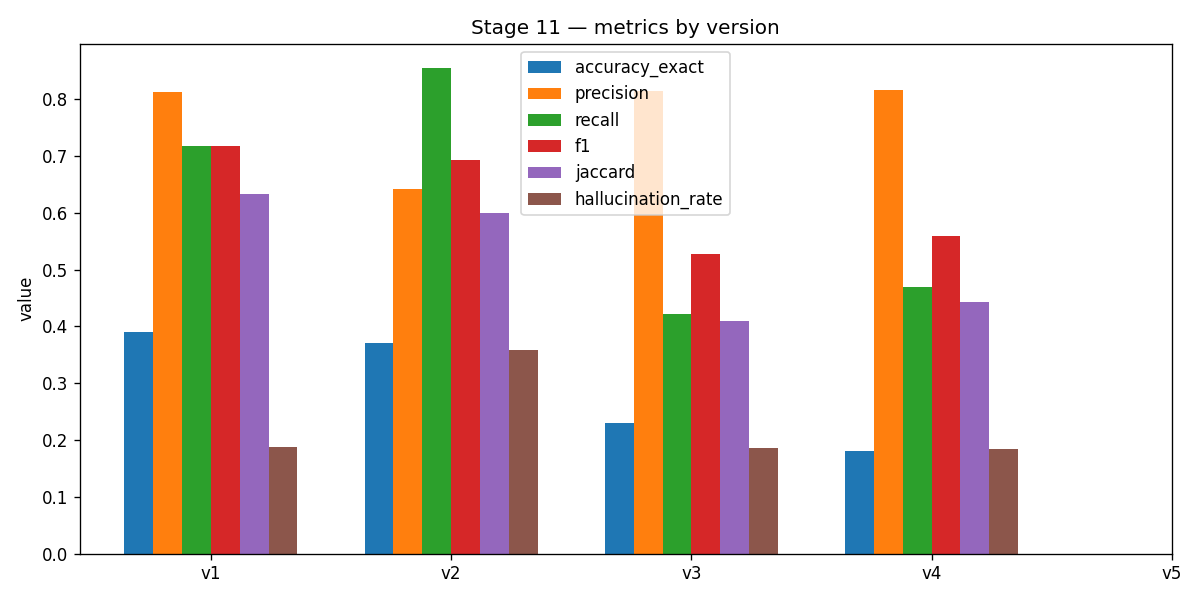 Stage 11 — metrics by version
accuracy_exact
precision
recall
f1
jaccard
hallucination_rate
value
0.8
0.7
0.6
0.5
0.4
0.3
0.2
0.1
0.0
v1 v2 v3 v4 v5